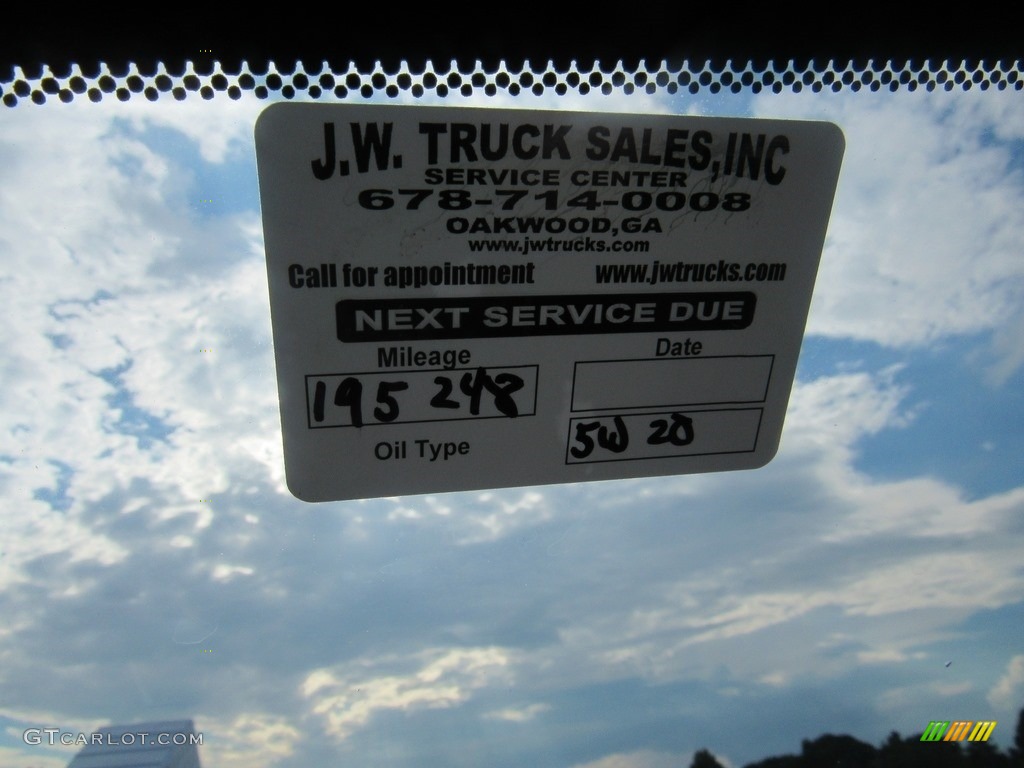 J.W. TRUCK SALES,INC
SERVICE CENTER
678-714-0008
OAKWOOD,GA
www.jwtrucks.com
Call for appointment www.jwtrucks.com
NEXT SERVICE DUE
Mileage Date
195 248
Oil Type 5W 20
GTCARLOT.COM